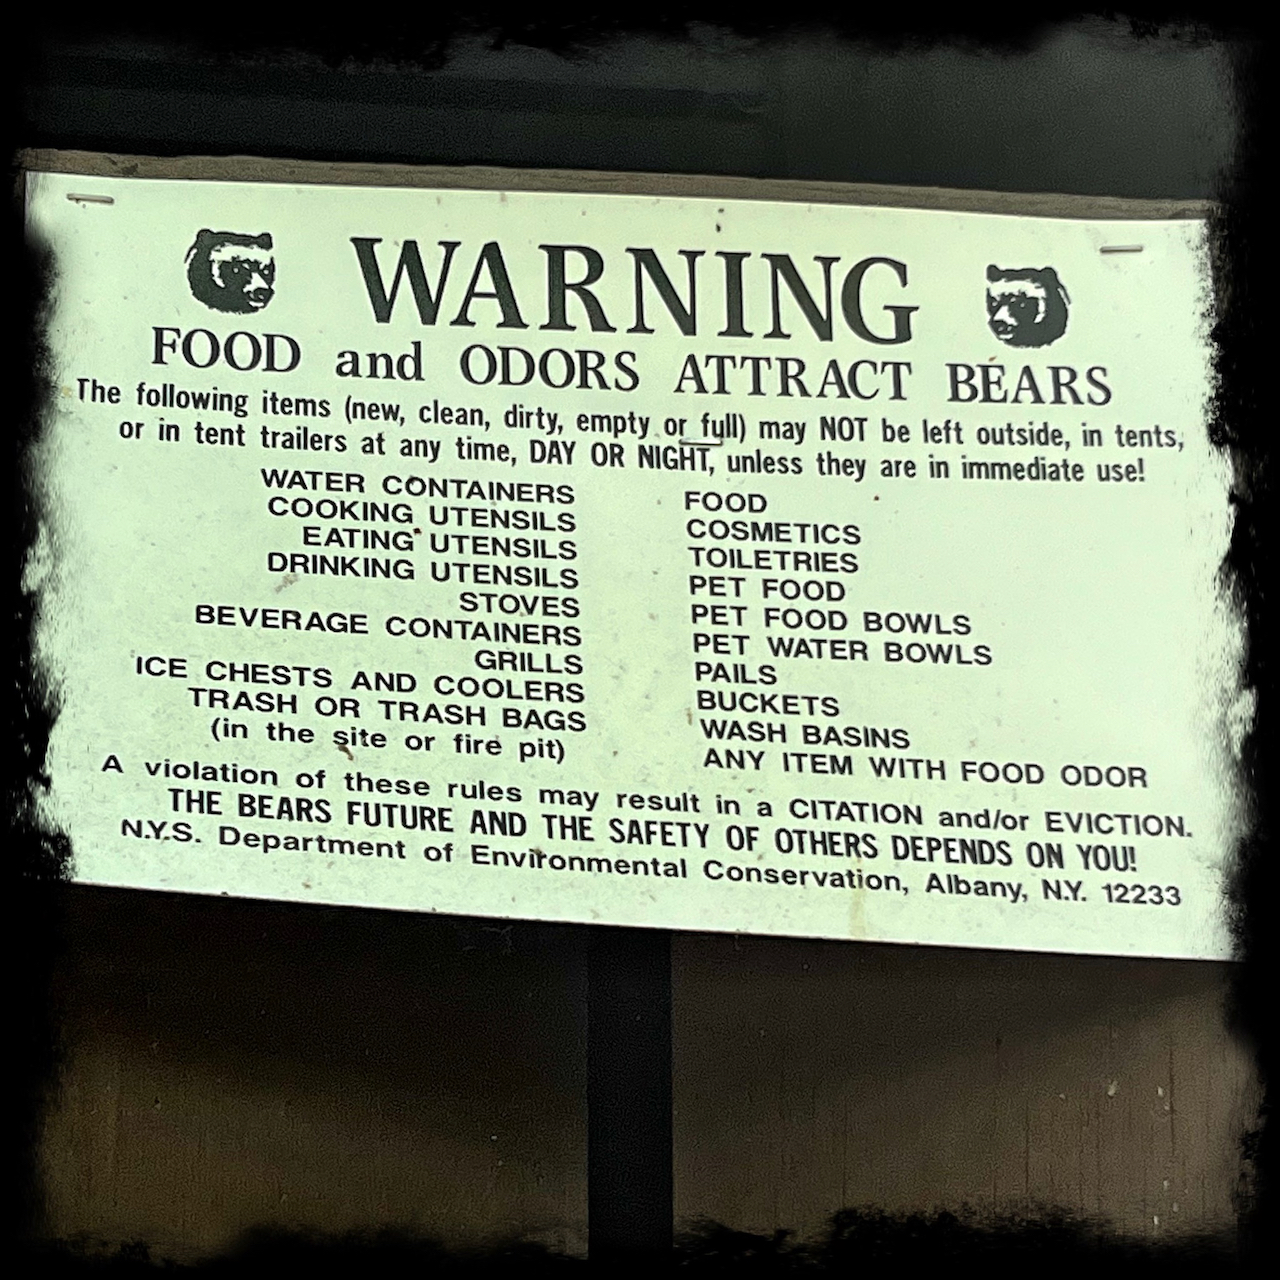 WARNING
FOOD and ODORS ATTRACT BEARS
The following items (new, clean, dirty, empty or full) may NOT be left outside, in tents,
or in tent trailers at any time, DAY OR NIGHT, unless they are in immediate use!
WATER CONTAINERS
COOKING UTENSILS
EATING UTENSILS
DRINKING UTENSILS
STOVES
BEVERAGE CONTAINERS
GRILLS
ICE CHESTS AND COOLERS
TRASH OR TRASH BAGS
(in the site or fire pit)
FOOD
COSMETICS
TOILETRIES
PET FOOD
PET FOOD BOWLS
PET WATER BOWLS
PAILS
BUCKETS
WASH BASINS
ANY ITEM WITH FOOD ODOR
A violation of these rules may result in a CITATION and/or EVICTION.
THE BEARS FUTURE AND THE SAFETY OF OTHERS DEPENDS ON YOU!
N.Y.S. Department of Environmental Conservation, Albany, N.Y. 12233